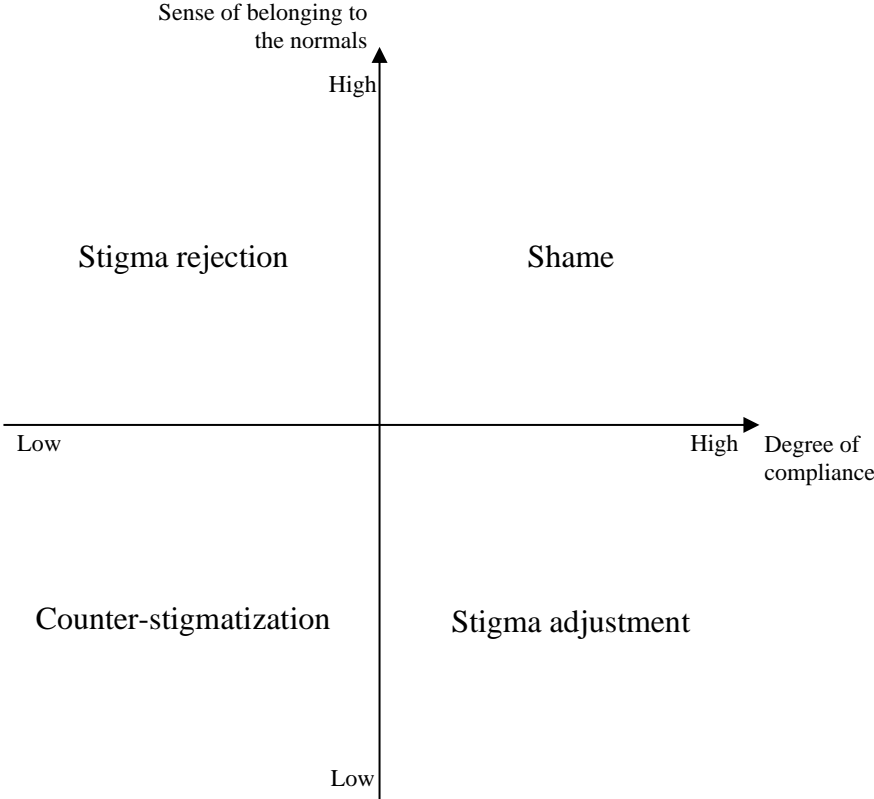 Sense of belonging to
the normals
High
Stigma rejection
Shame
Low
High
Degree of
compliance
Counter-stigmatization
Stigma adjustment
Low